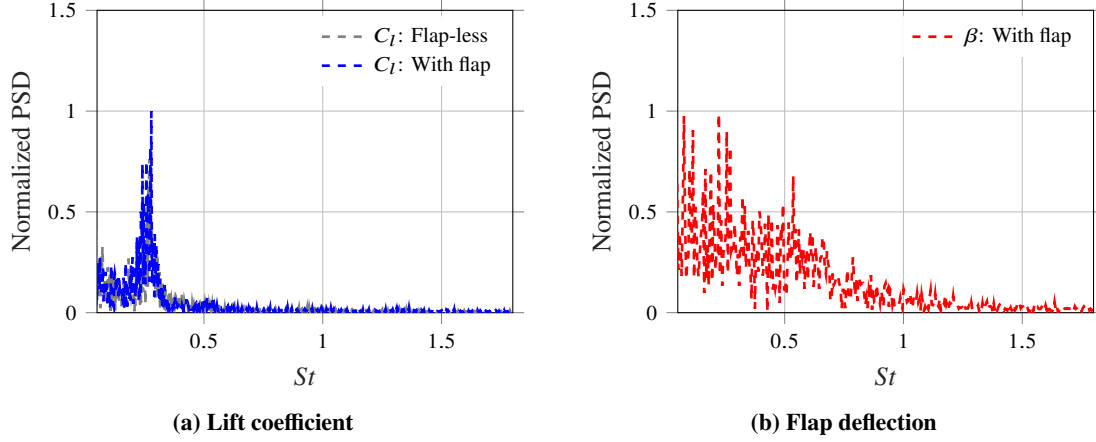 1.5
1
0.5
0
Normalized PSD
C_l: Flap-less
C_l: With flap
0.5
1
1.5
St
(a) Lift coefficient
1.5
1
0.5
0
Normalized PSD
β: With flap
0.5
1
1.5
St
(b) Flap deflection